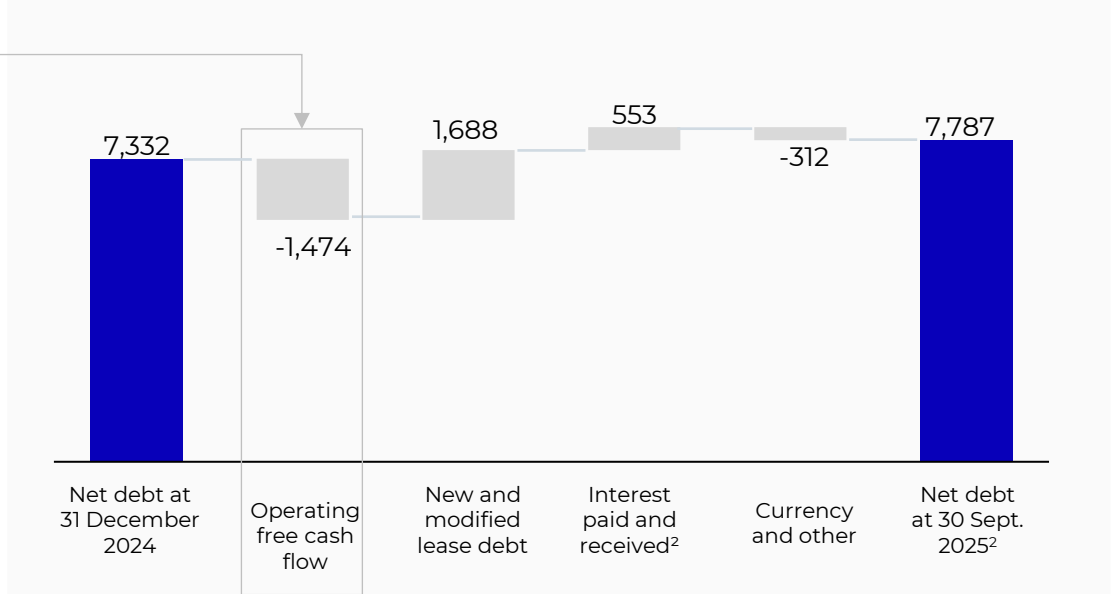 7,332
-1,474
1,688
553
-312
7,787
Net debt at
31 December
2024
Operating
free cash
flow
New and
modified
lease debt
Interest
paid and
received²
Currency
and other
Net debt
at 30 Sept.
2025²